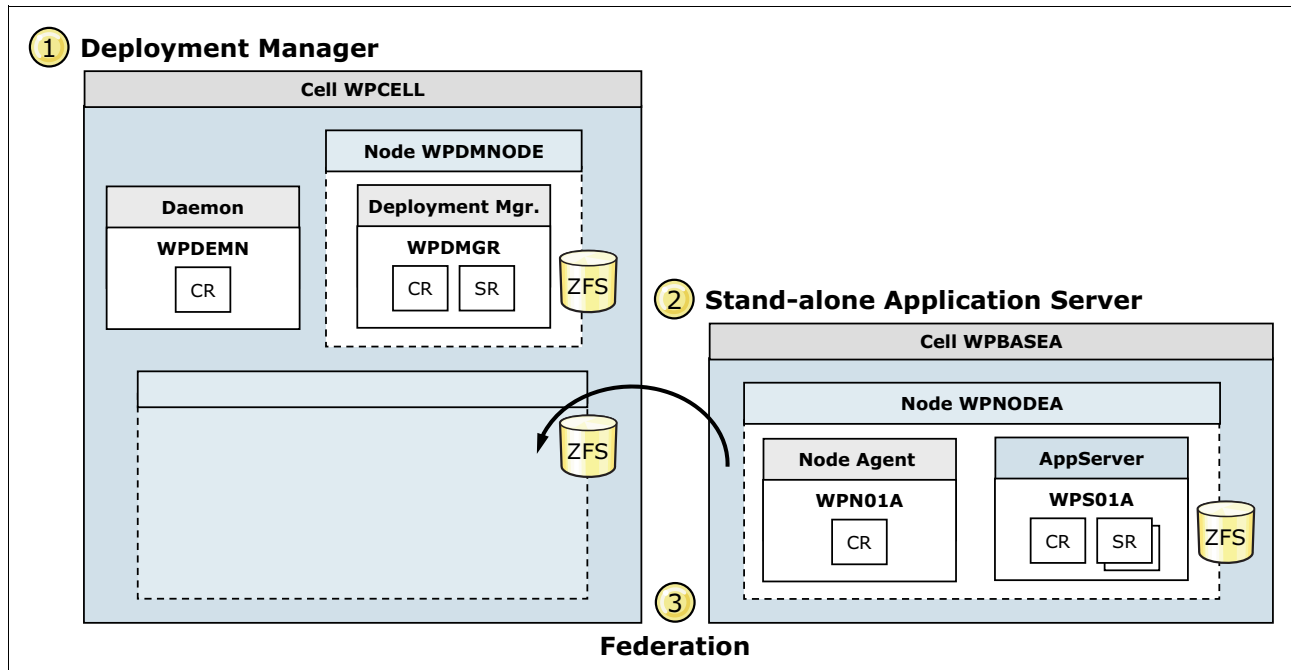 1 Deployment Manager
Cell WPCELL
Node WPDMNODE
Daemon
WPDEMN
CR
Deployment Mgr.
WPDMGR
CR SR
ZFS
ZFS
2 Stand-alone Application Server
Cell WPBASEA
Node WPNODEA
Node Agent
WPN01A
CR
AppServer
WPS01A
CR SR
ZFS
3
Federation